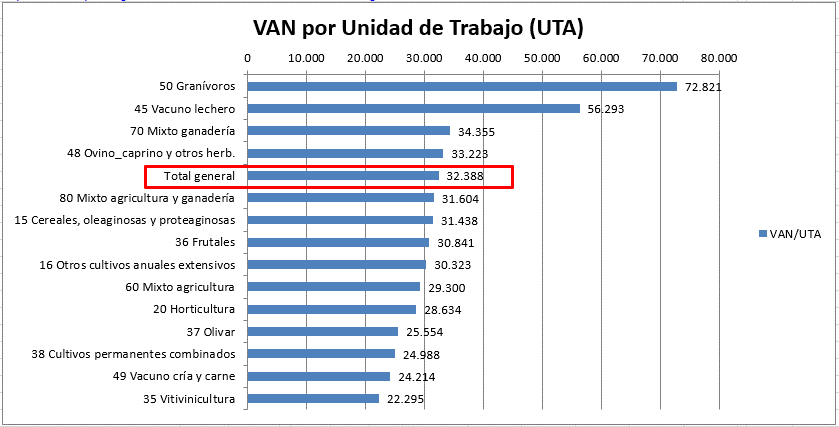 VAN por Unidad de Trabajo (UTA)
0 10.000 20.000 30.000 40.000 50.000 60.000 70.000 80.000
50 Granívoros 72.821
45 Vacuno lechero 56.293
70 Mixto ganadería 34.355
48 Ovino_caprino y otros herb. 33.223
Total general 32.388
80 Mixto agricultura y ganadería 31.604
15 Cereales, oleaginosas y proteaginosas 31.438
36 Frutales 30.841
16 Otros cultivos anuales extensivos 30.323
60 Mixto agricultura 29.300
20 Horticultura 28.634
37 Olivar 25.554
38 Cultivos permanentes combinados 24.988
49 Vacuno cría y carne 24.214
35 Vitivinicultura 22.295
VAN/UTA